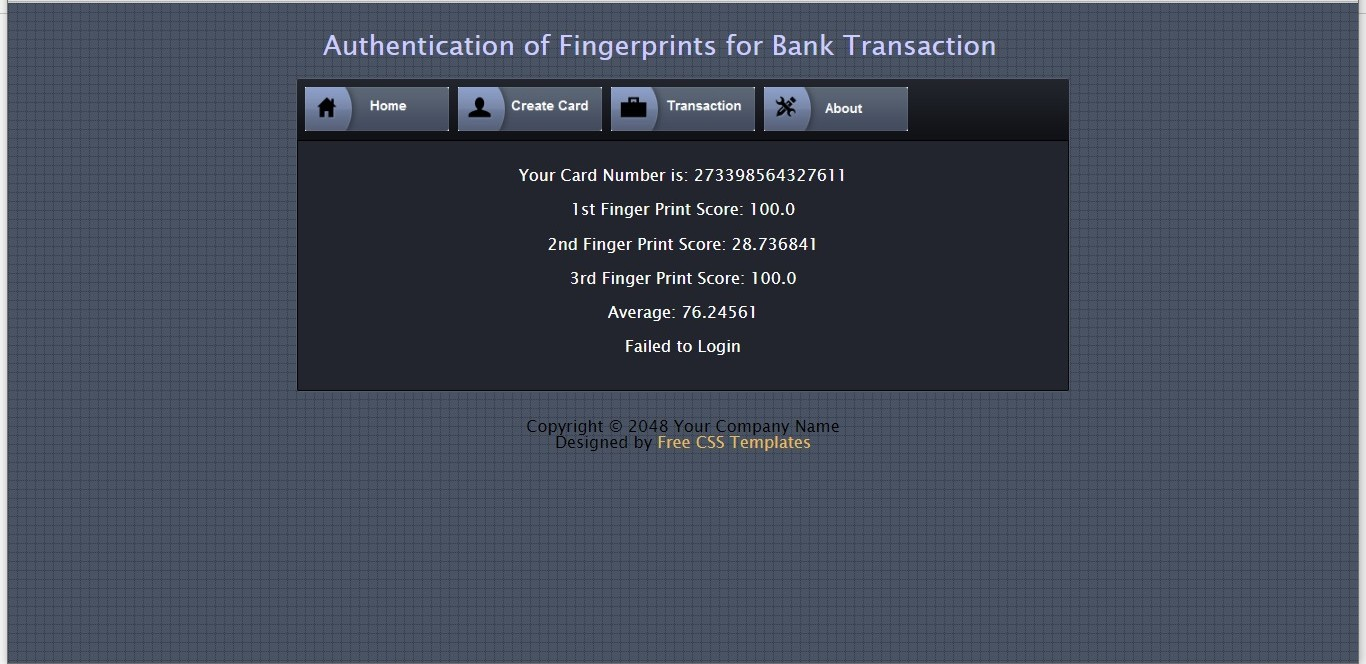 Authentication of Fingerprints for Bank Transaction
Home Create Card Transaction About
Your Card Number is: 273398564327611
1st Finger Print Score: 100.0
2nd Finger Print Score: 28.736841
3rd Finger Print Score: 100.0
Average: 76.24561
Failed to Login
Copyright © 2048 Your Company Name
Designed by Free CSS Templates